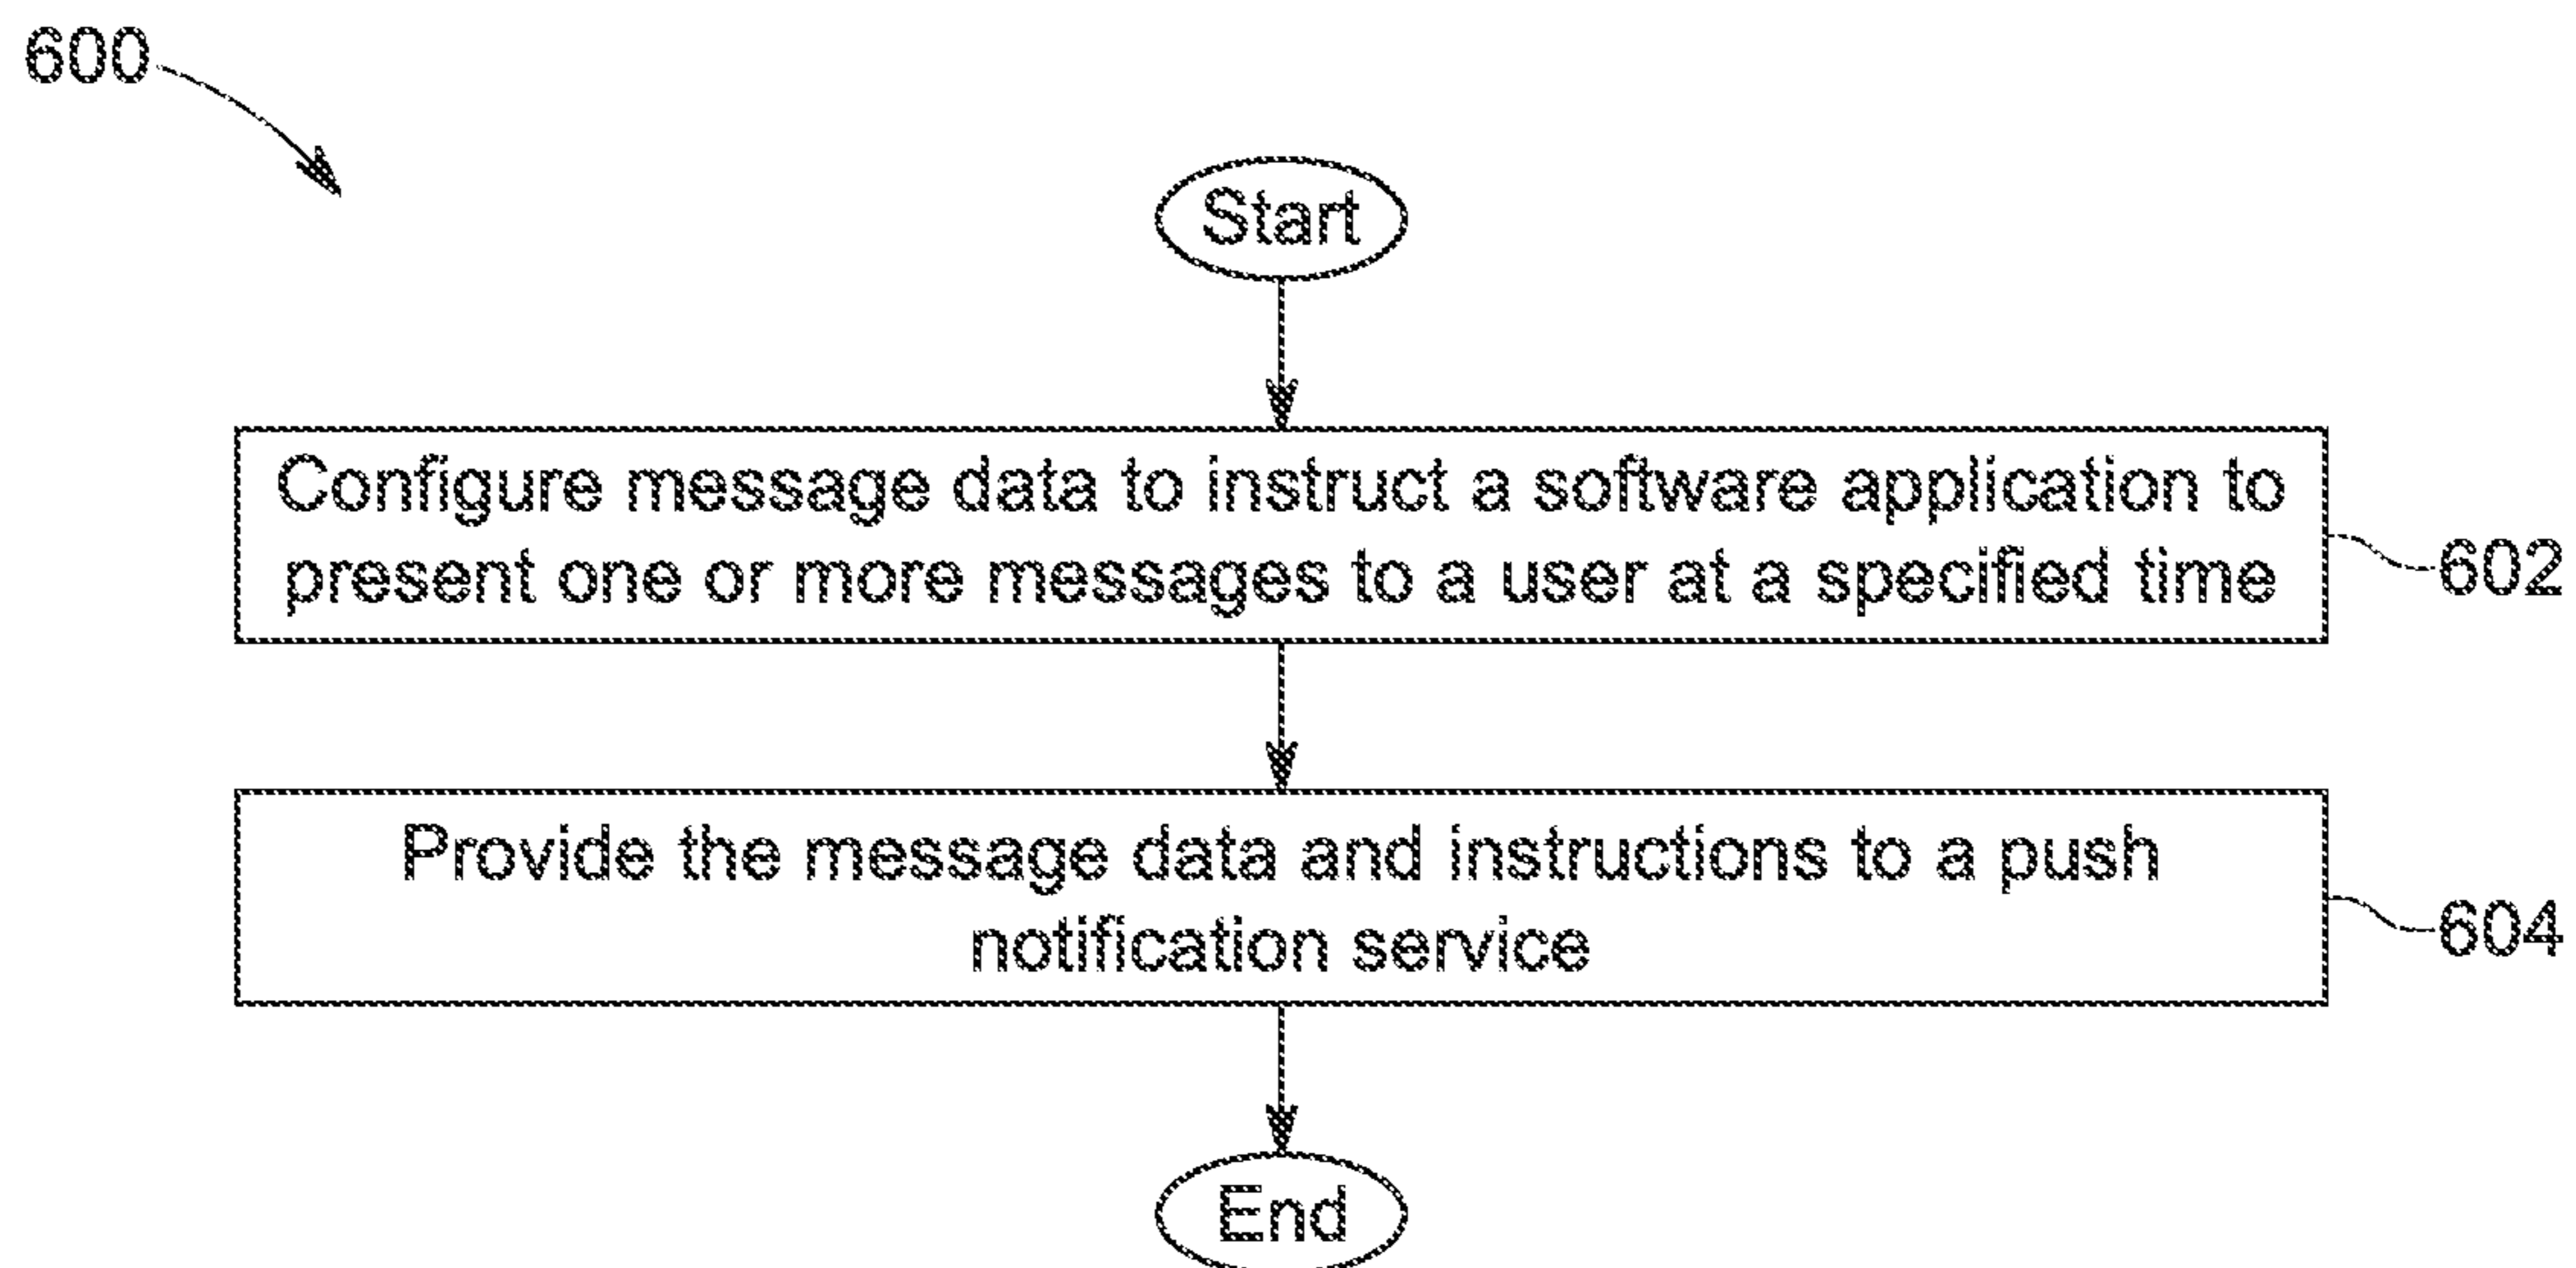 600
Start
Configure message data to instruct a software application to
present one or more messages to a user at a specified time
602
Provide the message data and instructions to a push
notification service
604
End